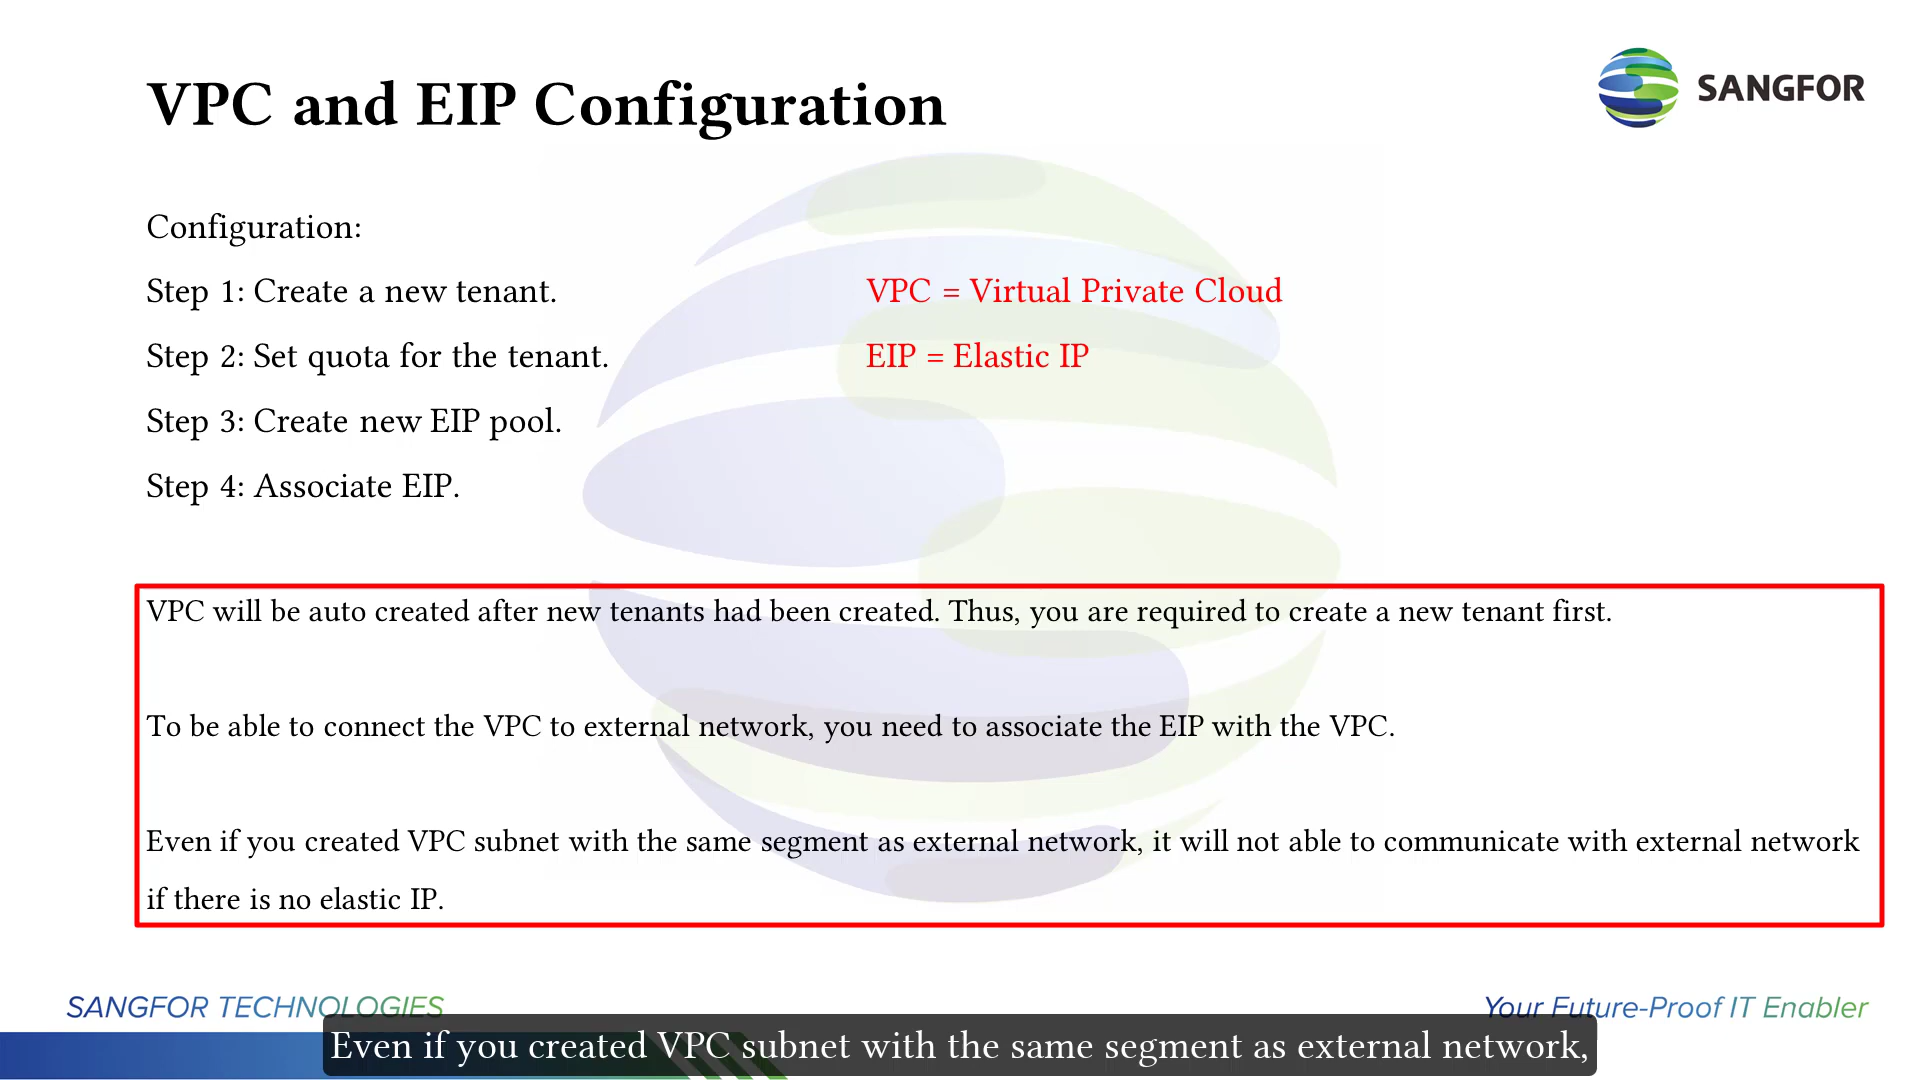 VPC and EIP Configuration
SANGFOR
Configuration:
Step 1: Create a new tenant.
VPC = Virtual Private Cloud
Step 2: Set quota for the tenant.
EIP = Elastic IP
Step 3: Create new EIP pool.
Step 4: Associate EIP.
VPC will be auto created after new tenants had been created. Thus, you are required to create a new tenant first.
To be able to connect the VPC to external network, you need to associate the EIP with the VPC.
Even if you created VPC subnet with the same segment as external network, it will not able to communicate with external network
if there is no elastic IP.
SANGFOR TECHNOLOGIES
Your Future-Proof IT Enabler
Even if you created VPC subnet with the same segment as external network,